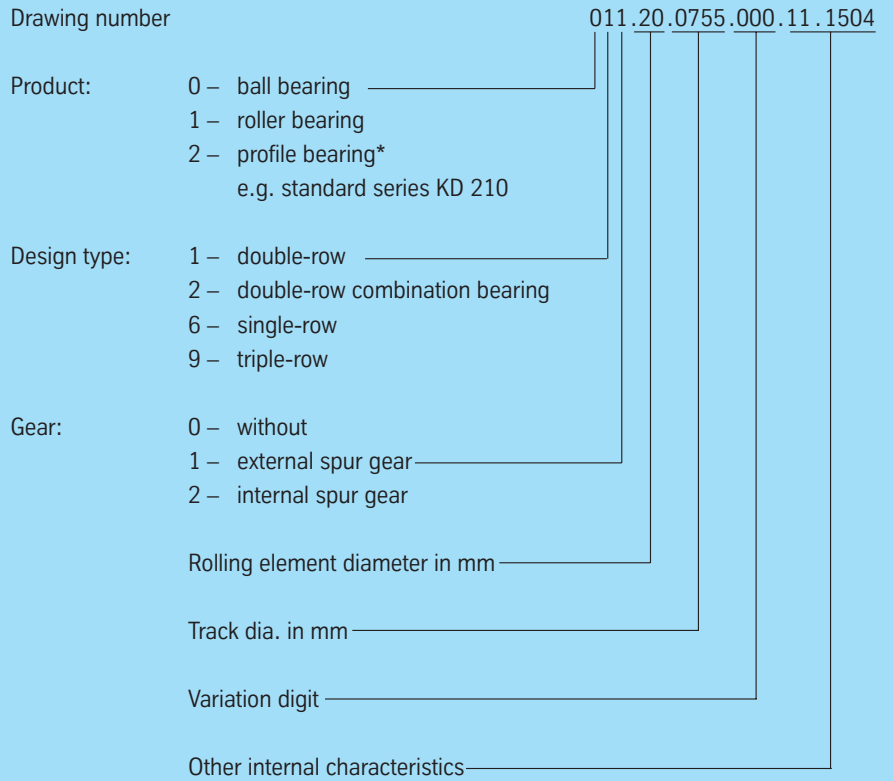 Drawing number 011.20.0755.000.11.1504
Product: 0 – ball bearing
1 – roller bearing
2 – profile bearing*
e.g. standard series KD 210
Design type: 1 – double-row
2 – double-row combination bearing
6 – single-row
9 – triple-row
Gear: 0 – without
1 – external spur gear
2 – internal spur gear
Rolling element diameter in mm
Track dia. in mm
Variation digit
Other internal characteristics